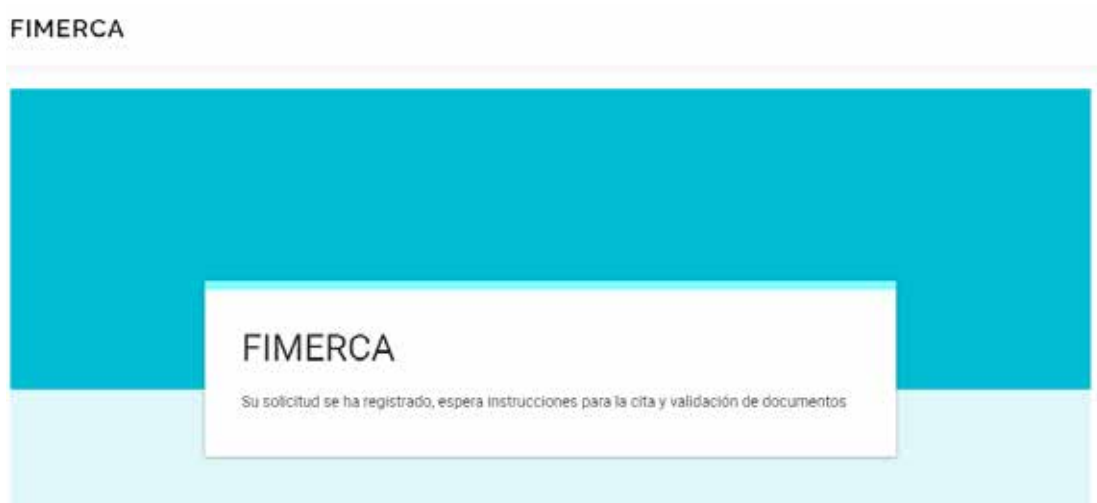 FIMERCA
FIMERCA
Su solicitud se ha registrado, espera instrucciones para la cita y validación de documentos